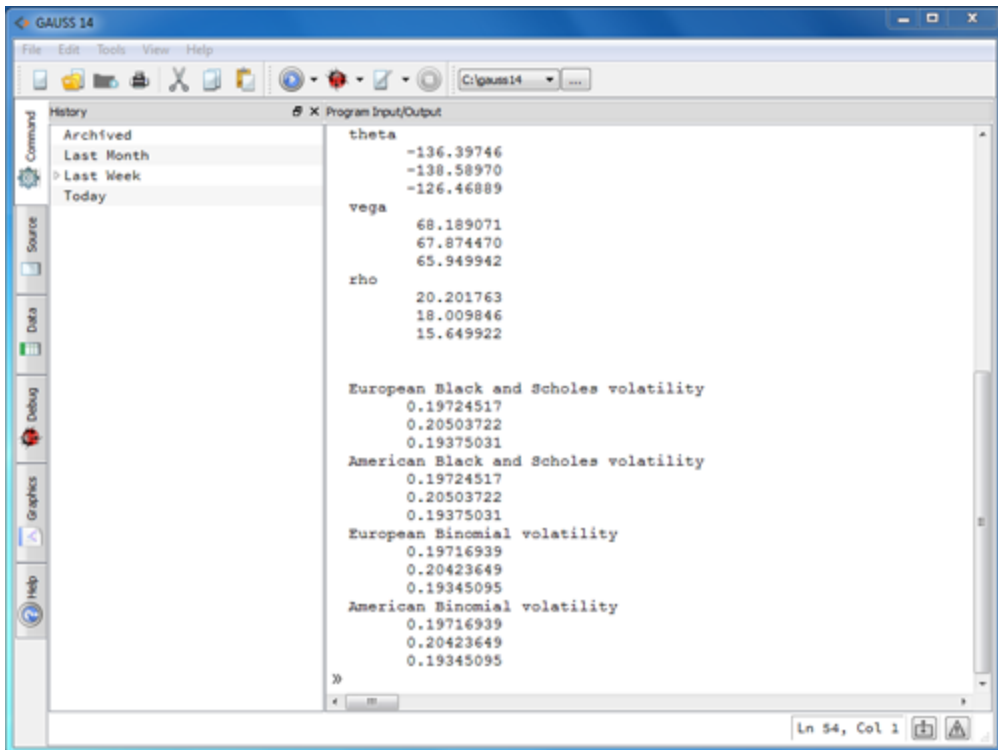 GAUSS 14
File Edit Tools View Help
C:\gauss14 ...
Command
Source
Data
Debug
Graphics
Help
History
Archived
Last Month
Last Week
Today
Program Input/Output
theta
-136.39746
-138.58970
-126.46889
vega
68.189071
67.874470
65.949942
rho
20.201763
18.009846
15.649922
European Black and Scholes volatility
0.19724517
0.20503722
0.19375031
American Black and Scholes volatility
0.19724517
0.20503722
0.19375031
European Binomial volatility
0.19716939
0.20423649
0.19345095
American Binomial volatility
0.19716939
0.20423649
0.19345095
»
Ln 54, Col 1